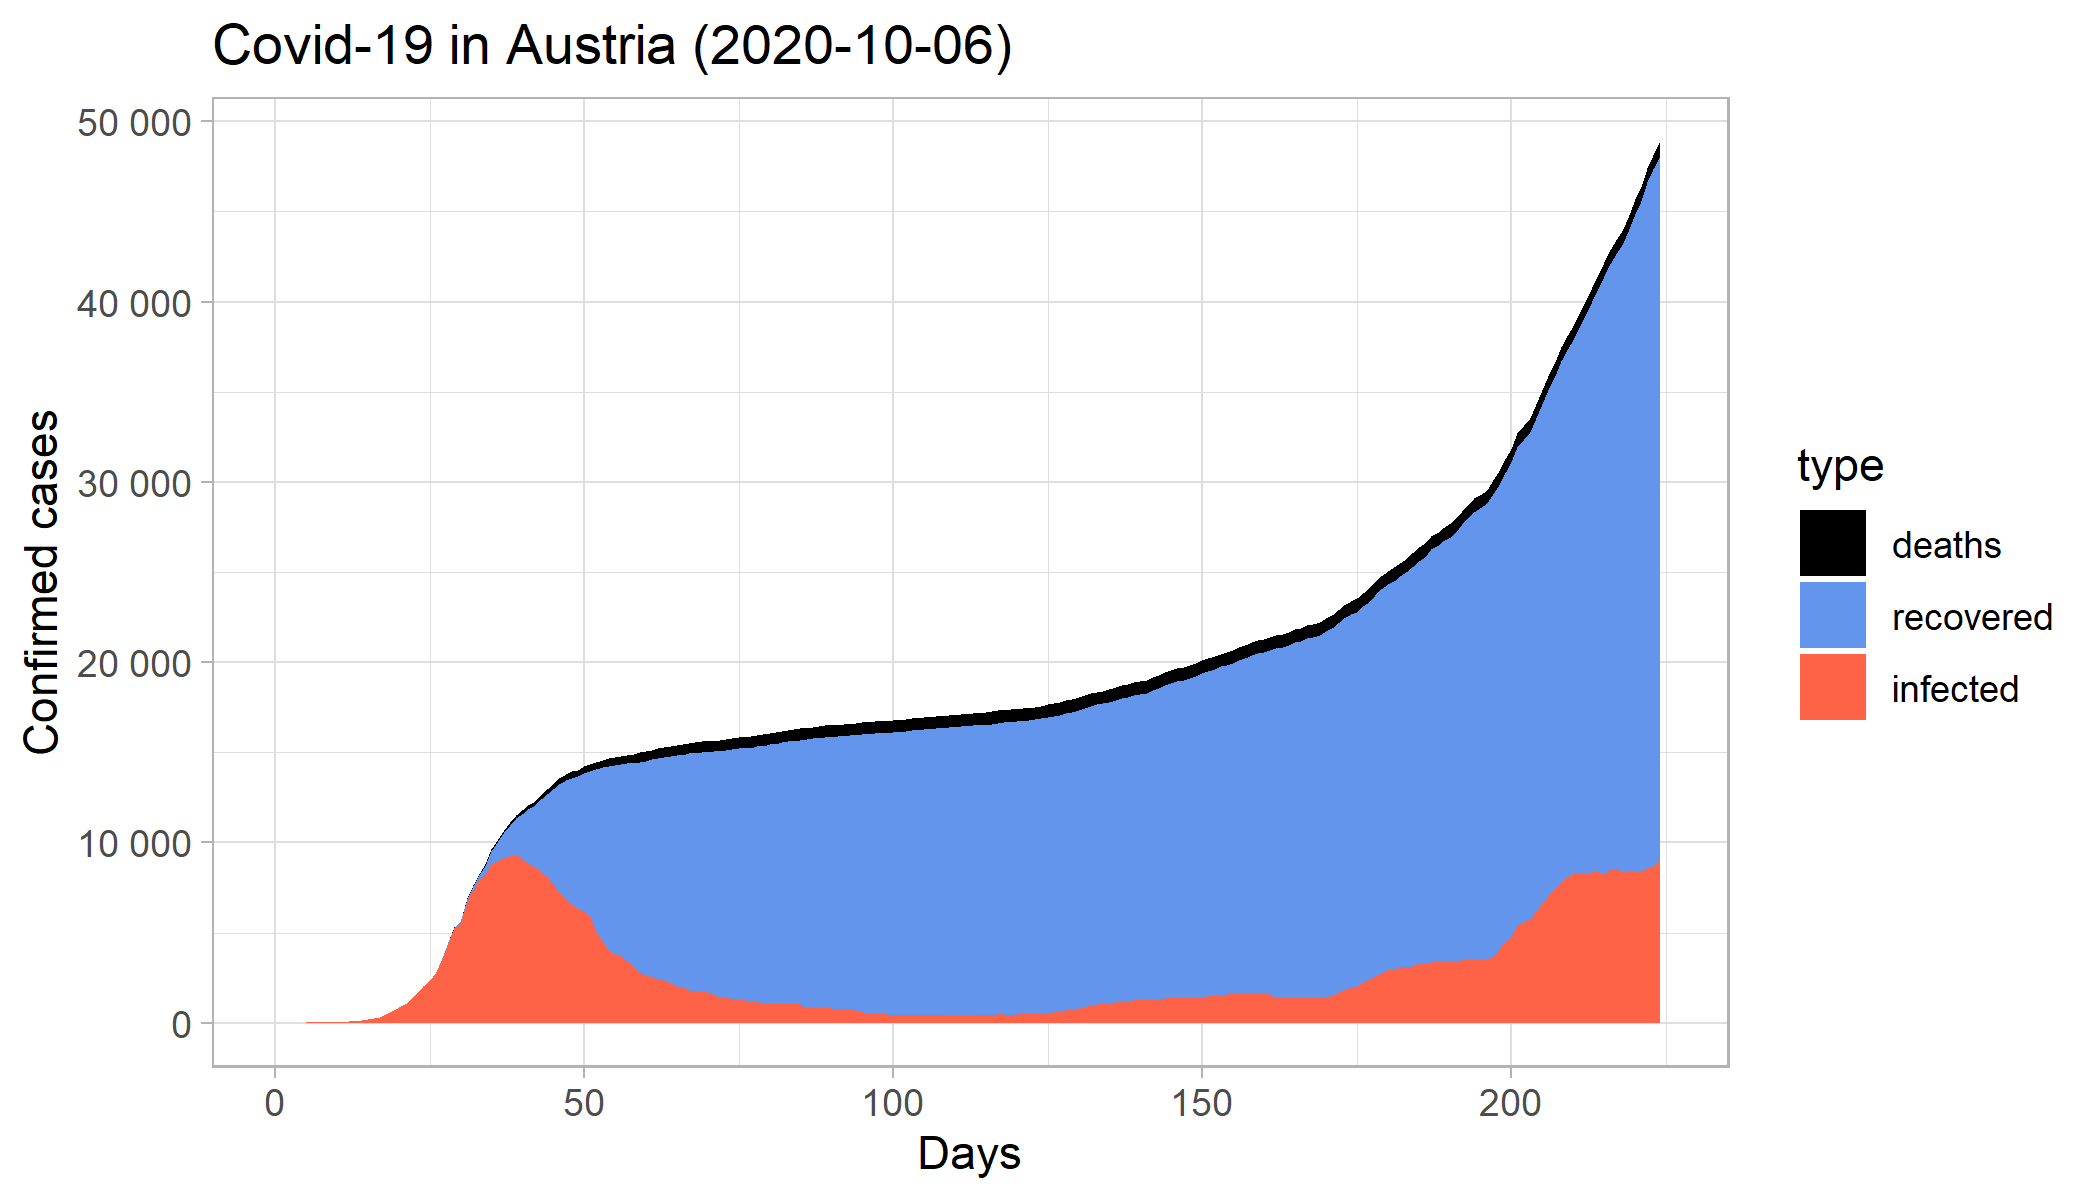 Covid-19 in Austria (2020-10-06)
50 000
40 000
30 000
20 000
10 000
0
Confirmed cases
0 50 100 150 200
Days
type
deaths
recovered
infected